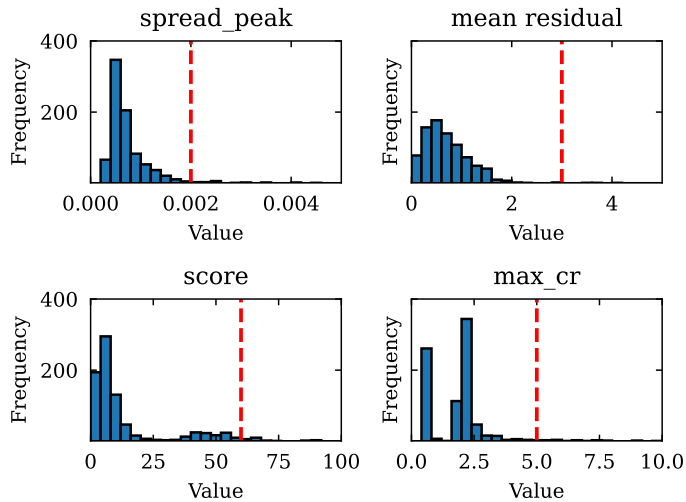 spread_peak
Frequency
400
200
0.000 0.002 0.004
Value
mean residual
Frequency
0 2 4
Value
score
Frequency
400
200
0 25 50 75 100
Value
max_cr
Frequency
0.0 2.5 5.0 7.5 10.0
Value